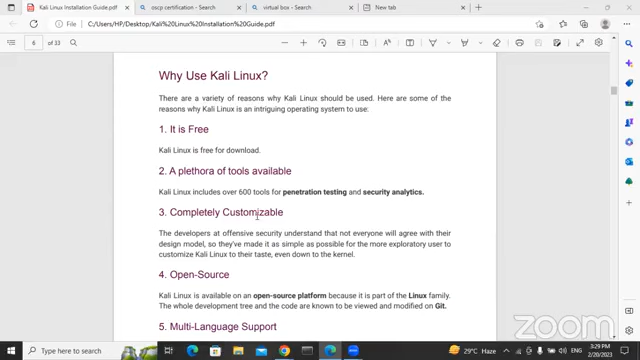 Kali Linux Installation Guide.pdf
oscp certification - Search
virtual box - Search
New tab
File
C:/Users/HP/Desktop/Kali%20Linux%20Installation%20Guide.pdf
6 of 33
Why Use Kali Linux?
There are a variety of reasons why Kali Linux should be used. Here are some of the
reasons why Kali Linux is an intriguing operating system to use:
1. It is Free
Kali Linux is free for download.
2. A plethora of tools available
Kali Linux includes over 600 tools for penetration testing and security analytics.
3. Completely Customizable
The developers at offensive security understand that not everyone will agree with their
design model, so they've made it as simple as possible for the more exploratory user to
customize Kali Linux to their taste, even down to the kernel.
4. Open-Source
Kali Linux is available on an open-source platform because it is part of the Linux family.
The whole development tree and the code are known to be viewed and modified on Git.
5. Multi-Language Support
zoom
Type here to search
29°C Haze
3:29 PM
2/20/2023